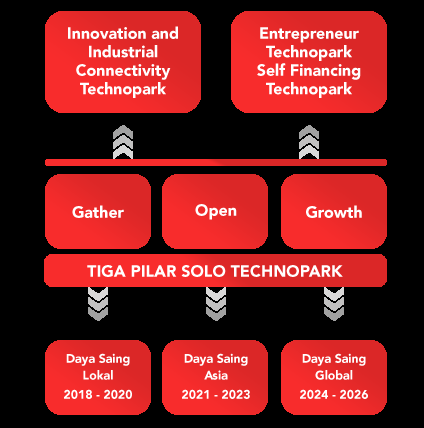 Innovation and
Industrial
Connectivity
Technopark
Entrepreneur
Technopark
Self Financing
Technopark
Gather
Open
Growth
TIGA PILAR SOLO TECHNOPARK
Daya Saing
Lokal
2018 - 2020
Daya Saing
Asia
2021 - 2023
Daya Saing
Global
2024 - 2026